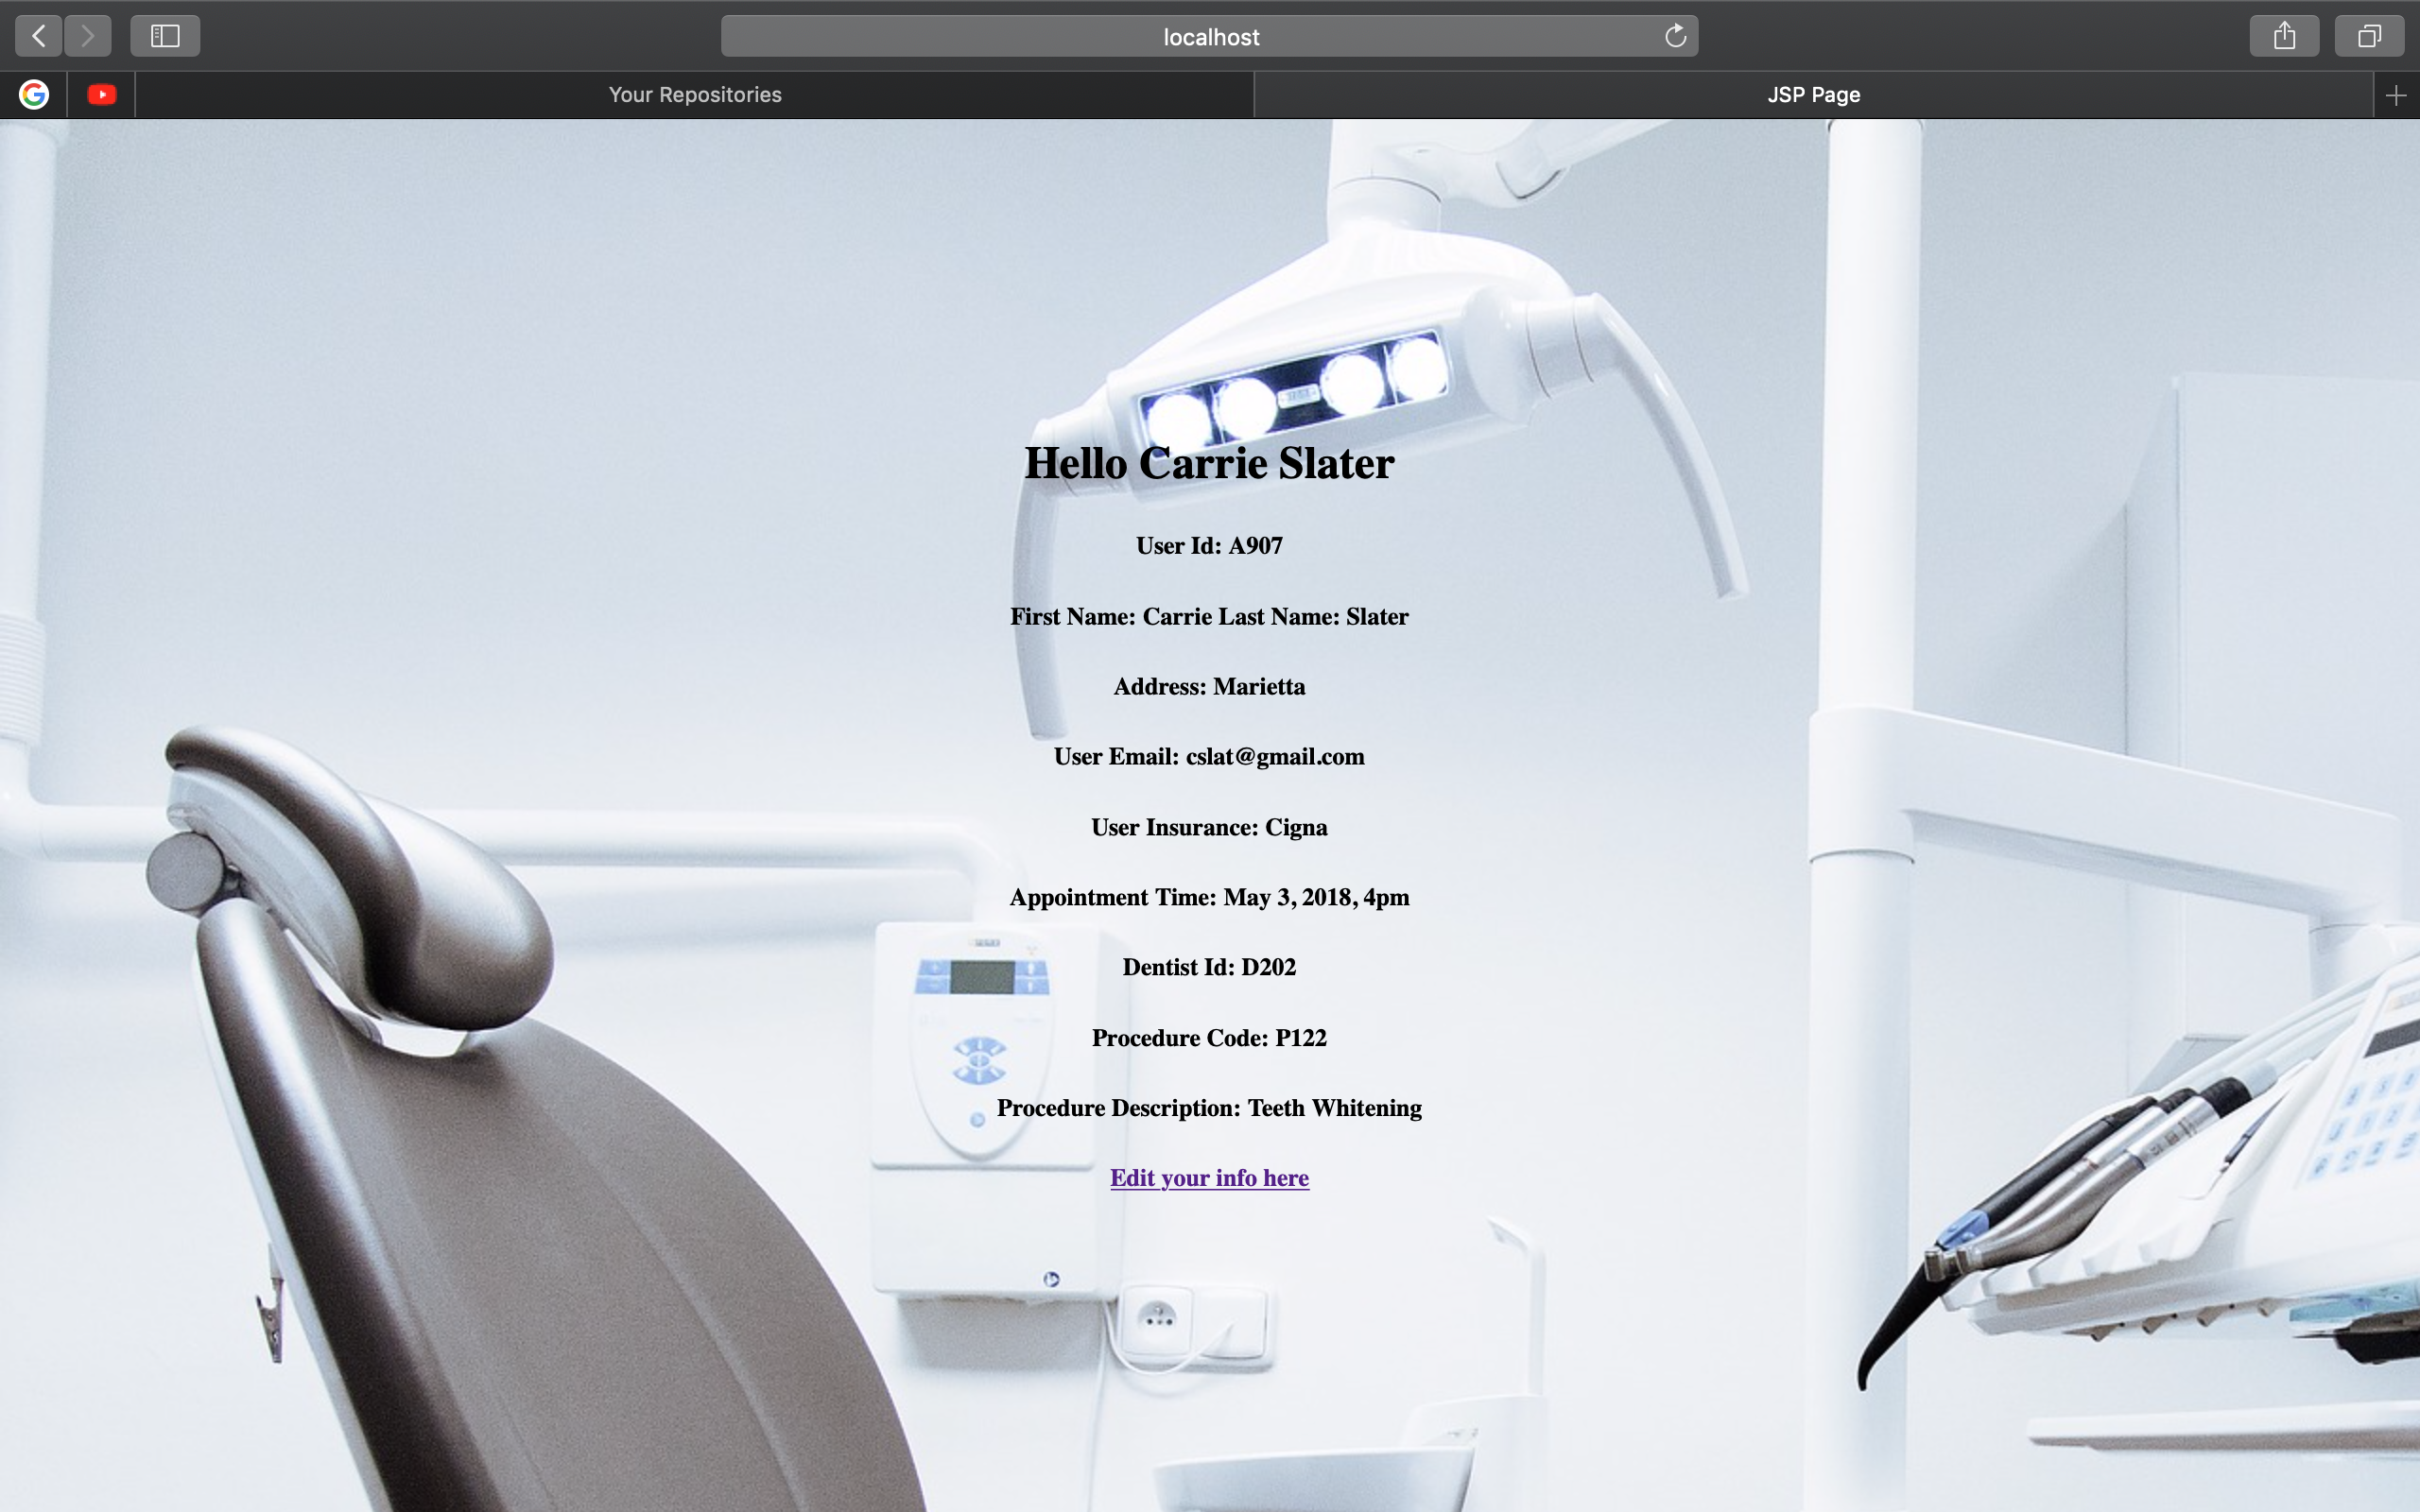 localhost
Your Repositories
JSP Page
Hello Carrie Slater
User Id: A907
First Name: Carrie Last Name: Slater
Address: Marietta
User Email: cslat@gmail.com
User Insurance: Cigna
Appointment Time: May 3, 2018, 4pm
Dentist Id: D202
Procedure Code: P122
Procedure Description: Teeth Whitening
Edit your info here